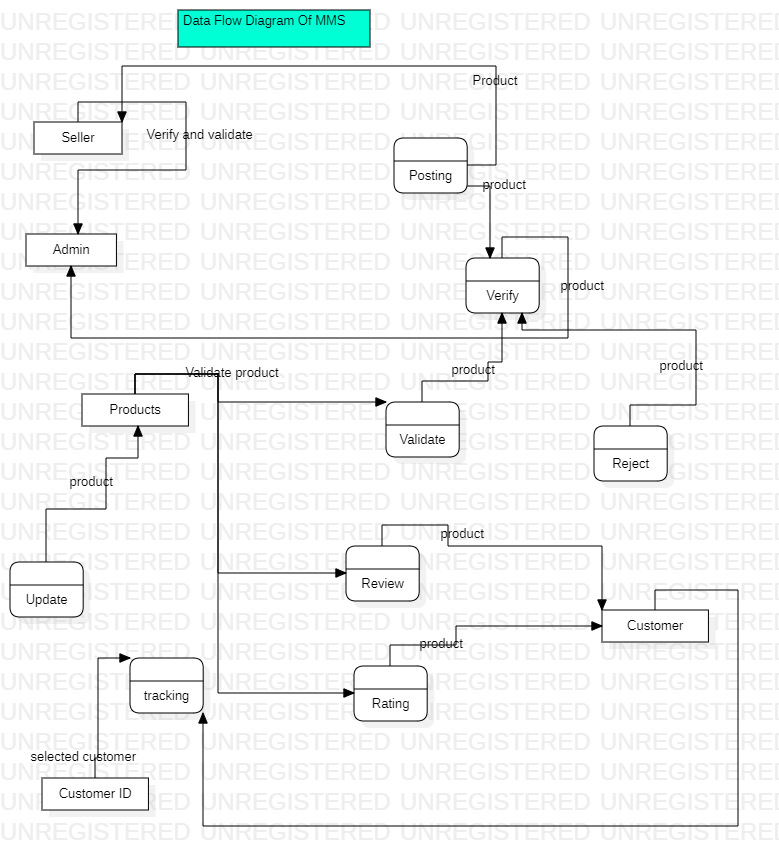 Data Flow Diagram Of MMS
Product
Seller
Verify and validate
Posting
product
Admin
product
Verify
product
product
Validate product
Products
Validate
Reject
product
product
Review
Update
Customer
product
tracking
Rating
selected customer
Customer ID
UNREGISTERED